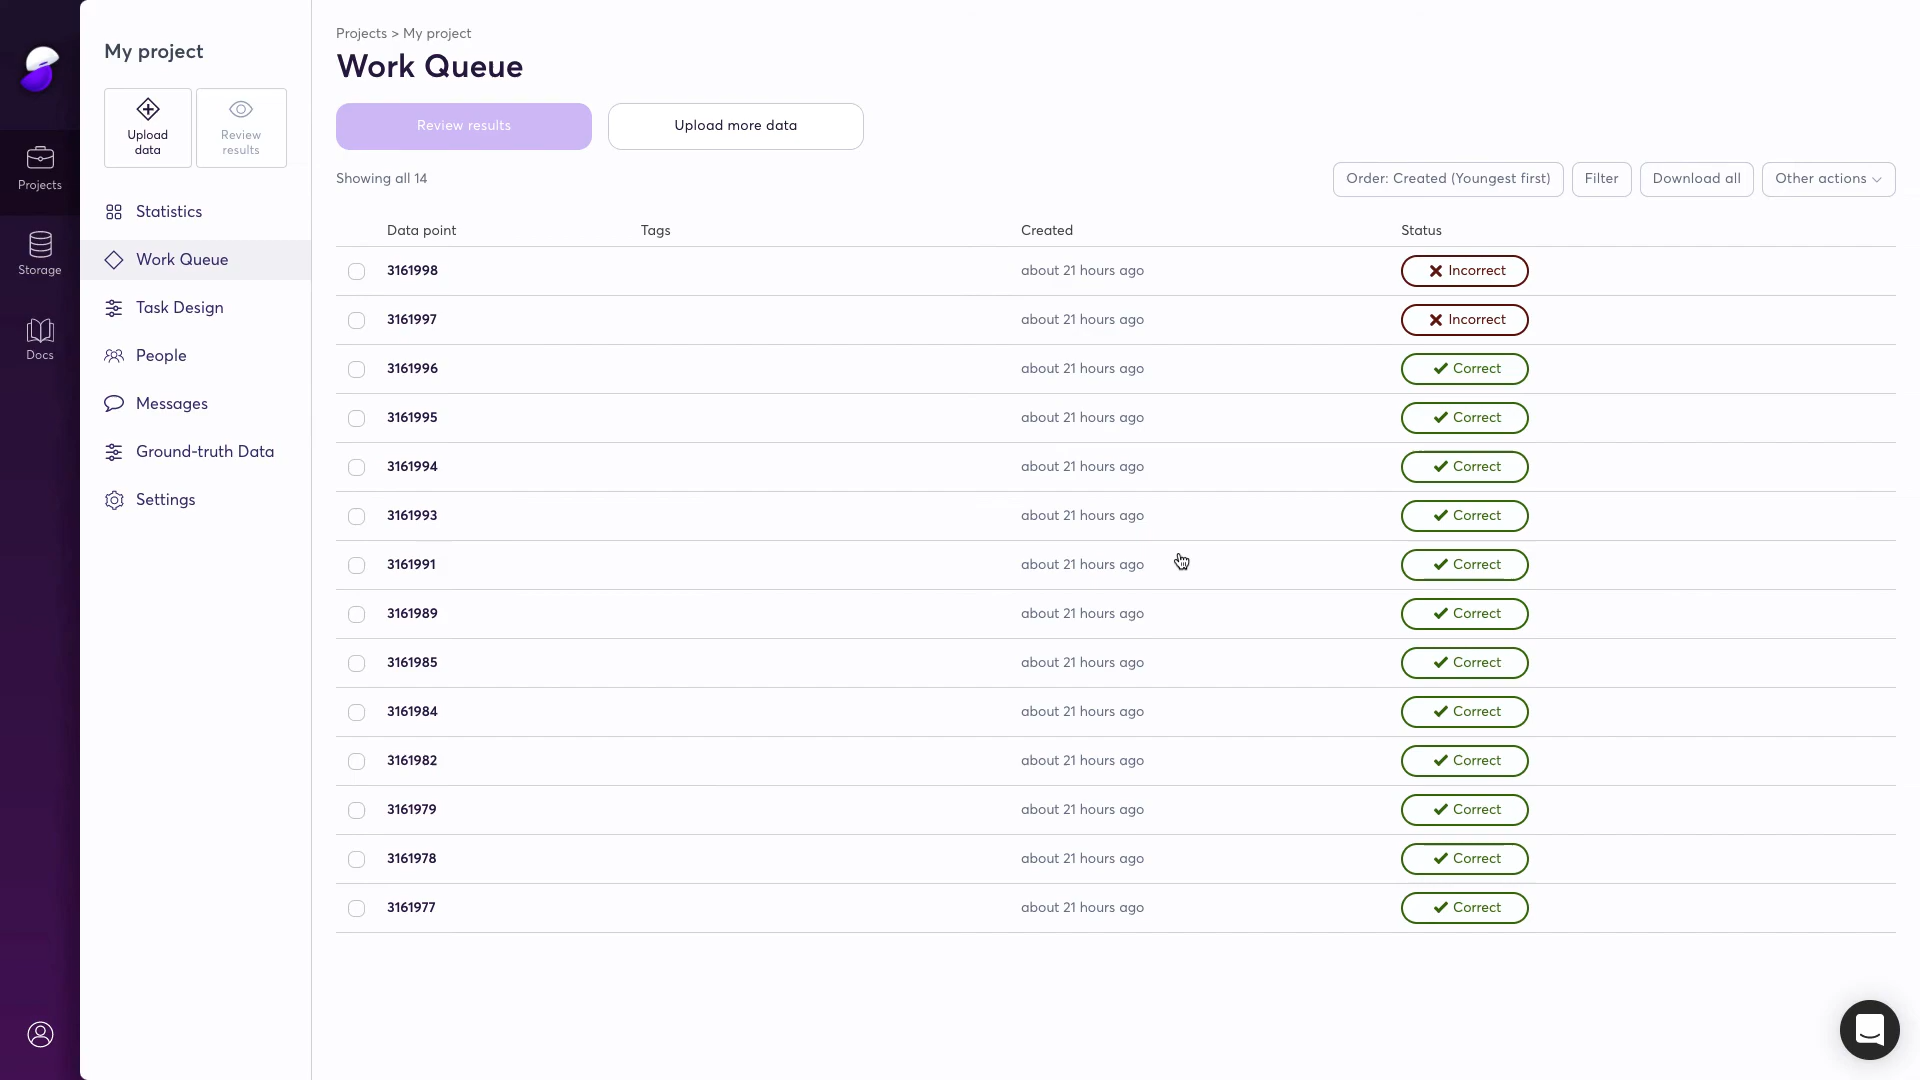 My project
Upload
data
Review
results
Projects
Storage
Docs
Statistics
Work Queue
Task Design
People
Messages
Ground-truth Data
Settings
Projects > My project
Work Queue
Review results
Upload more data
Showing all 14
Order: Created (Youngest first)
Filter
Download all
Other actions
Data point Tags Created Status
3161998 about 21 hours ago Incorrect
3161997 about 21 hours ago Incorrect
3161996 about 21 hours ago Correct
3161995 about 21 hours ago Correct
3161994 about 21 hours ago Correct
3161993 about 21 hours ago Correct
3161991 about 21 hours ago Correct
3161989 about 21 hours ago Correct
3161985 about 21 hours ago Correct
3161984 about 21 hours ago Correct
3161982 about 21 hours ago Correct
3161979 about 21 hours ago Correct
3161978 about 21 hours ago Correct
3161977 about 21 hours ago Correct